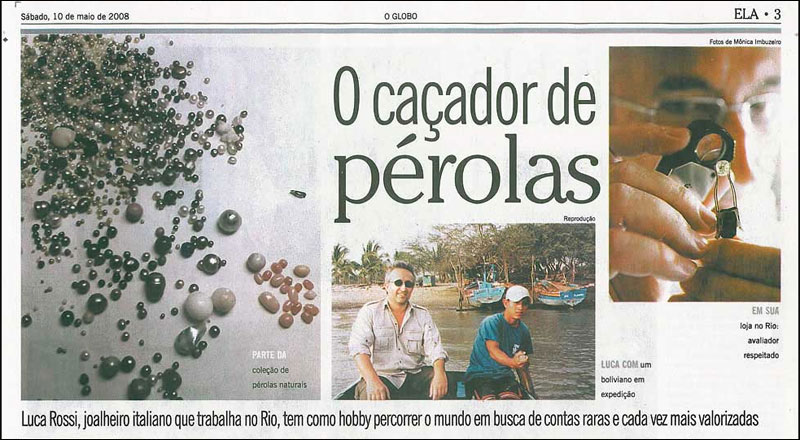 Sábado, 10 de maio de 2008
O GLOBO
ELA • 3
Fotos de Mônica Imbuzeiro
O caçador de
pérolas
Reprodução
PARTE DA
coleção de
pérolas naturais
LUCA COM um
boliviano em
expedição
EM SUA
loja no Rio:
avaliador
respeitado
Luca Rossi, joalheiro italiano que trabalha no Rio, tem como hobby percorrer o mundo em busca de contas raras e cada vez mais valorizadas